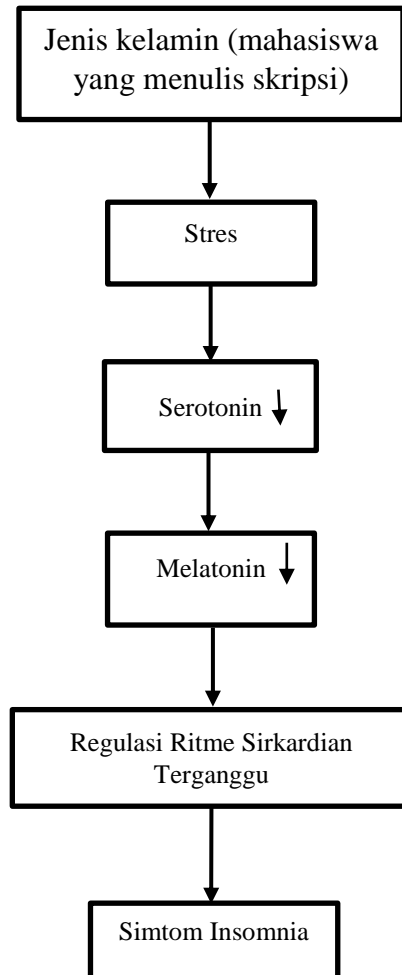 Jenis kelamin (mahasiswa
yang menulis skripsi)
Stres
Serotonin
Melatonin
Regulasi Ritme Sirkardian
Terganggu
Simtom Insomnia